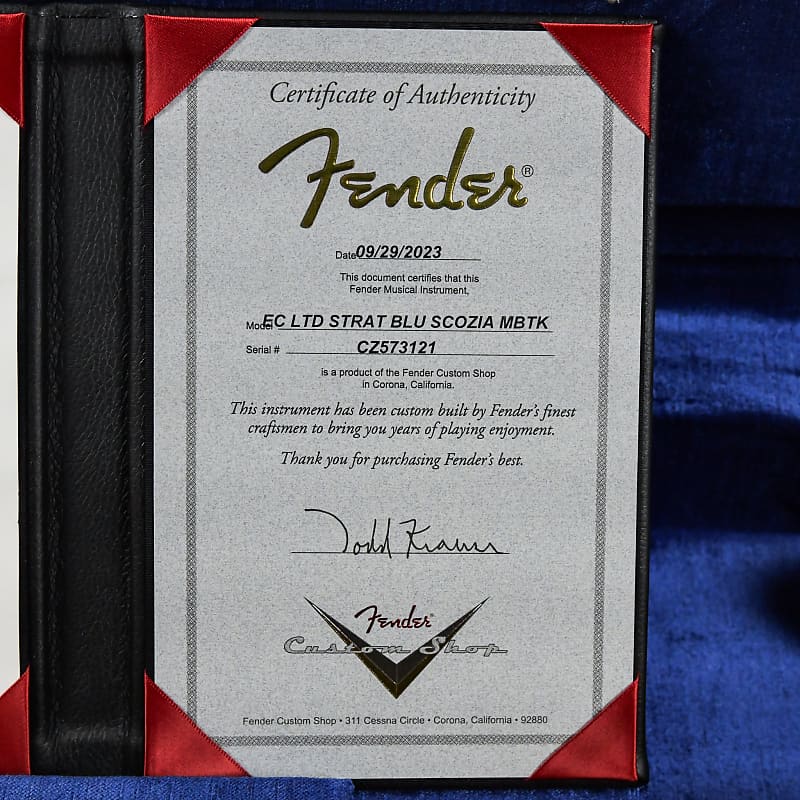 Certificate of Authenticity
Fender®
Date 09/29/2023
This document certifies that this
Fender Musical Instrument,
Model EC LTD STRAT BLU SCOZIA MBTK
Serial # CZ573121
is a product of the Fender Custom Shop
in Corona, California.
This instrument has been custom built by Fender's finest
craftsmen to bring you years of playing enjoyment.
Thank you for purchasing Fender's best.
Todd Krause
Fender®
Custom Shop
Fender Custom Shop • 311 Cessna Circle • Corona, California • 92880